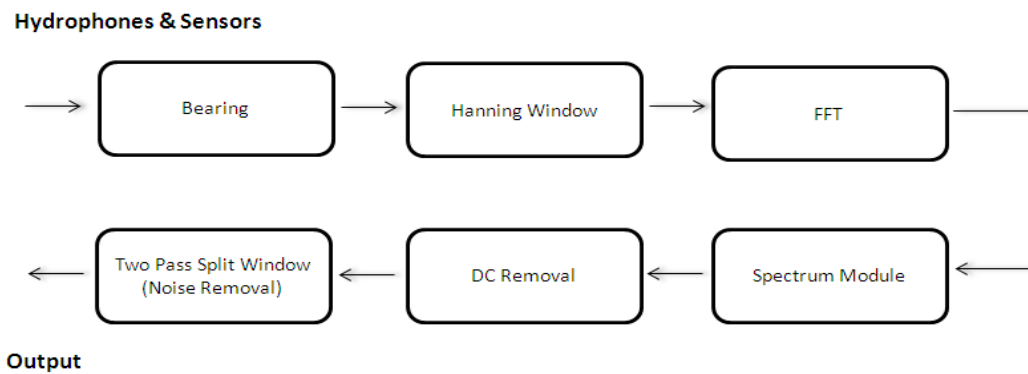 Hydrophones & Sensors
Bearing
Hanning Window
FFT
Two Pass Split Window
(Noise Removal)
DC Removal
Spectrum Module
Output